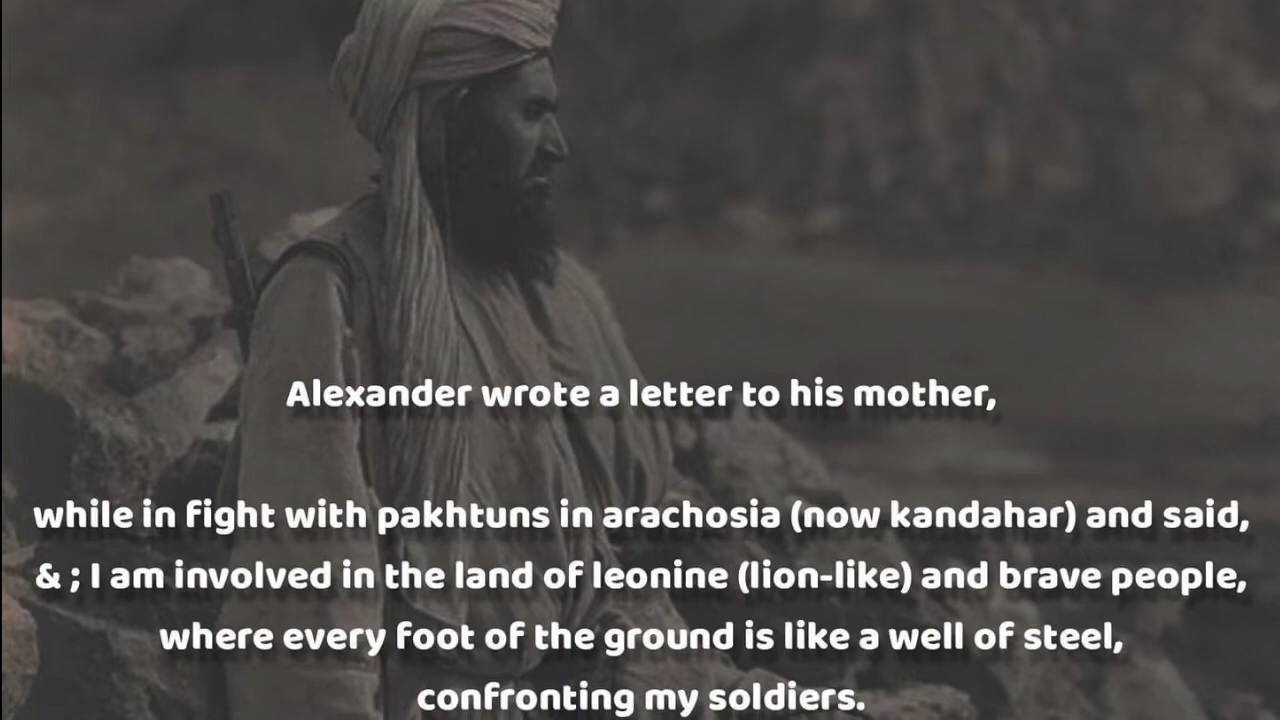 Alexander wrote a letter to his mother,
while in fight with pakhtuns in arachosia (now kandahar) and said,
& ; I am involved in the land of leonine (lion-like) and brave people,
where every foot of the ground is like a well of steel,
confronting my soldiers.